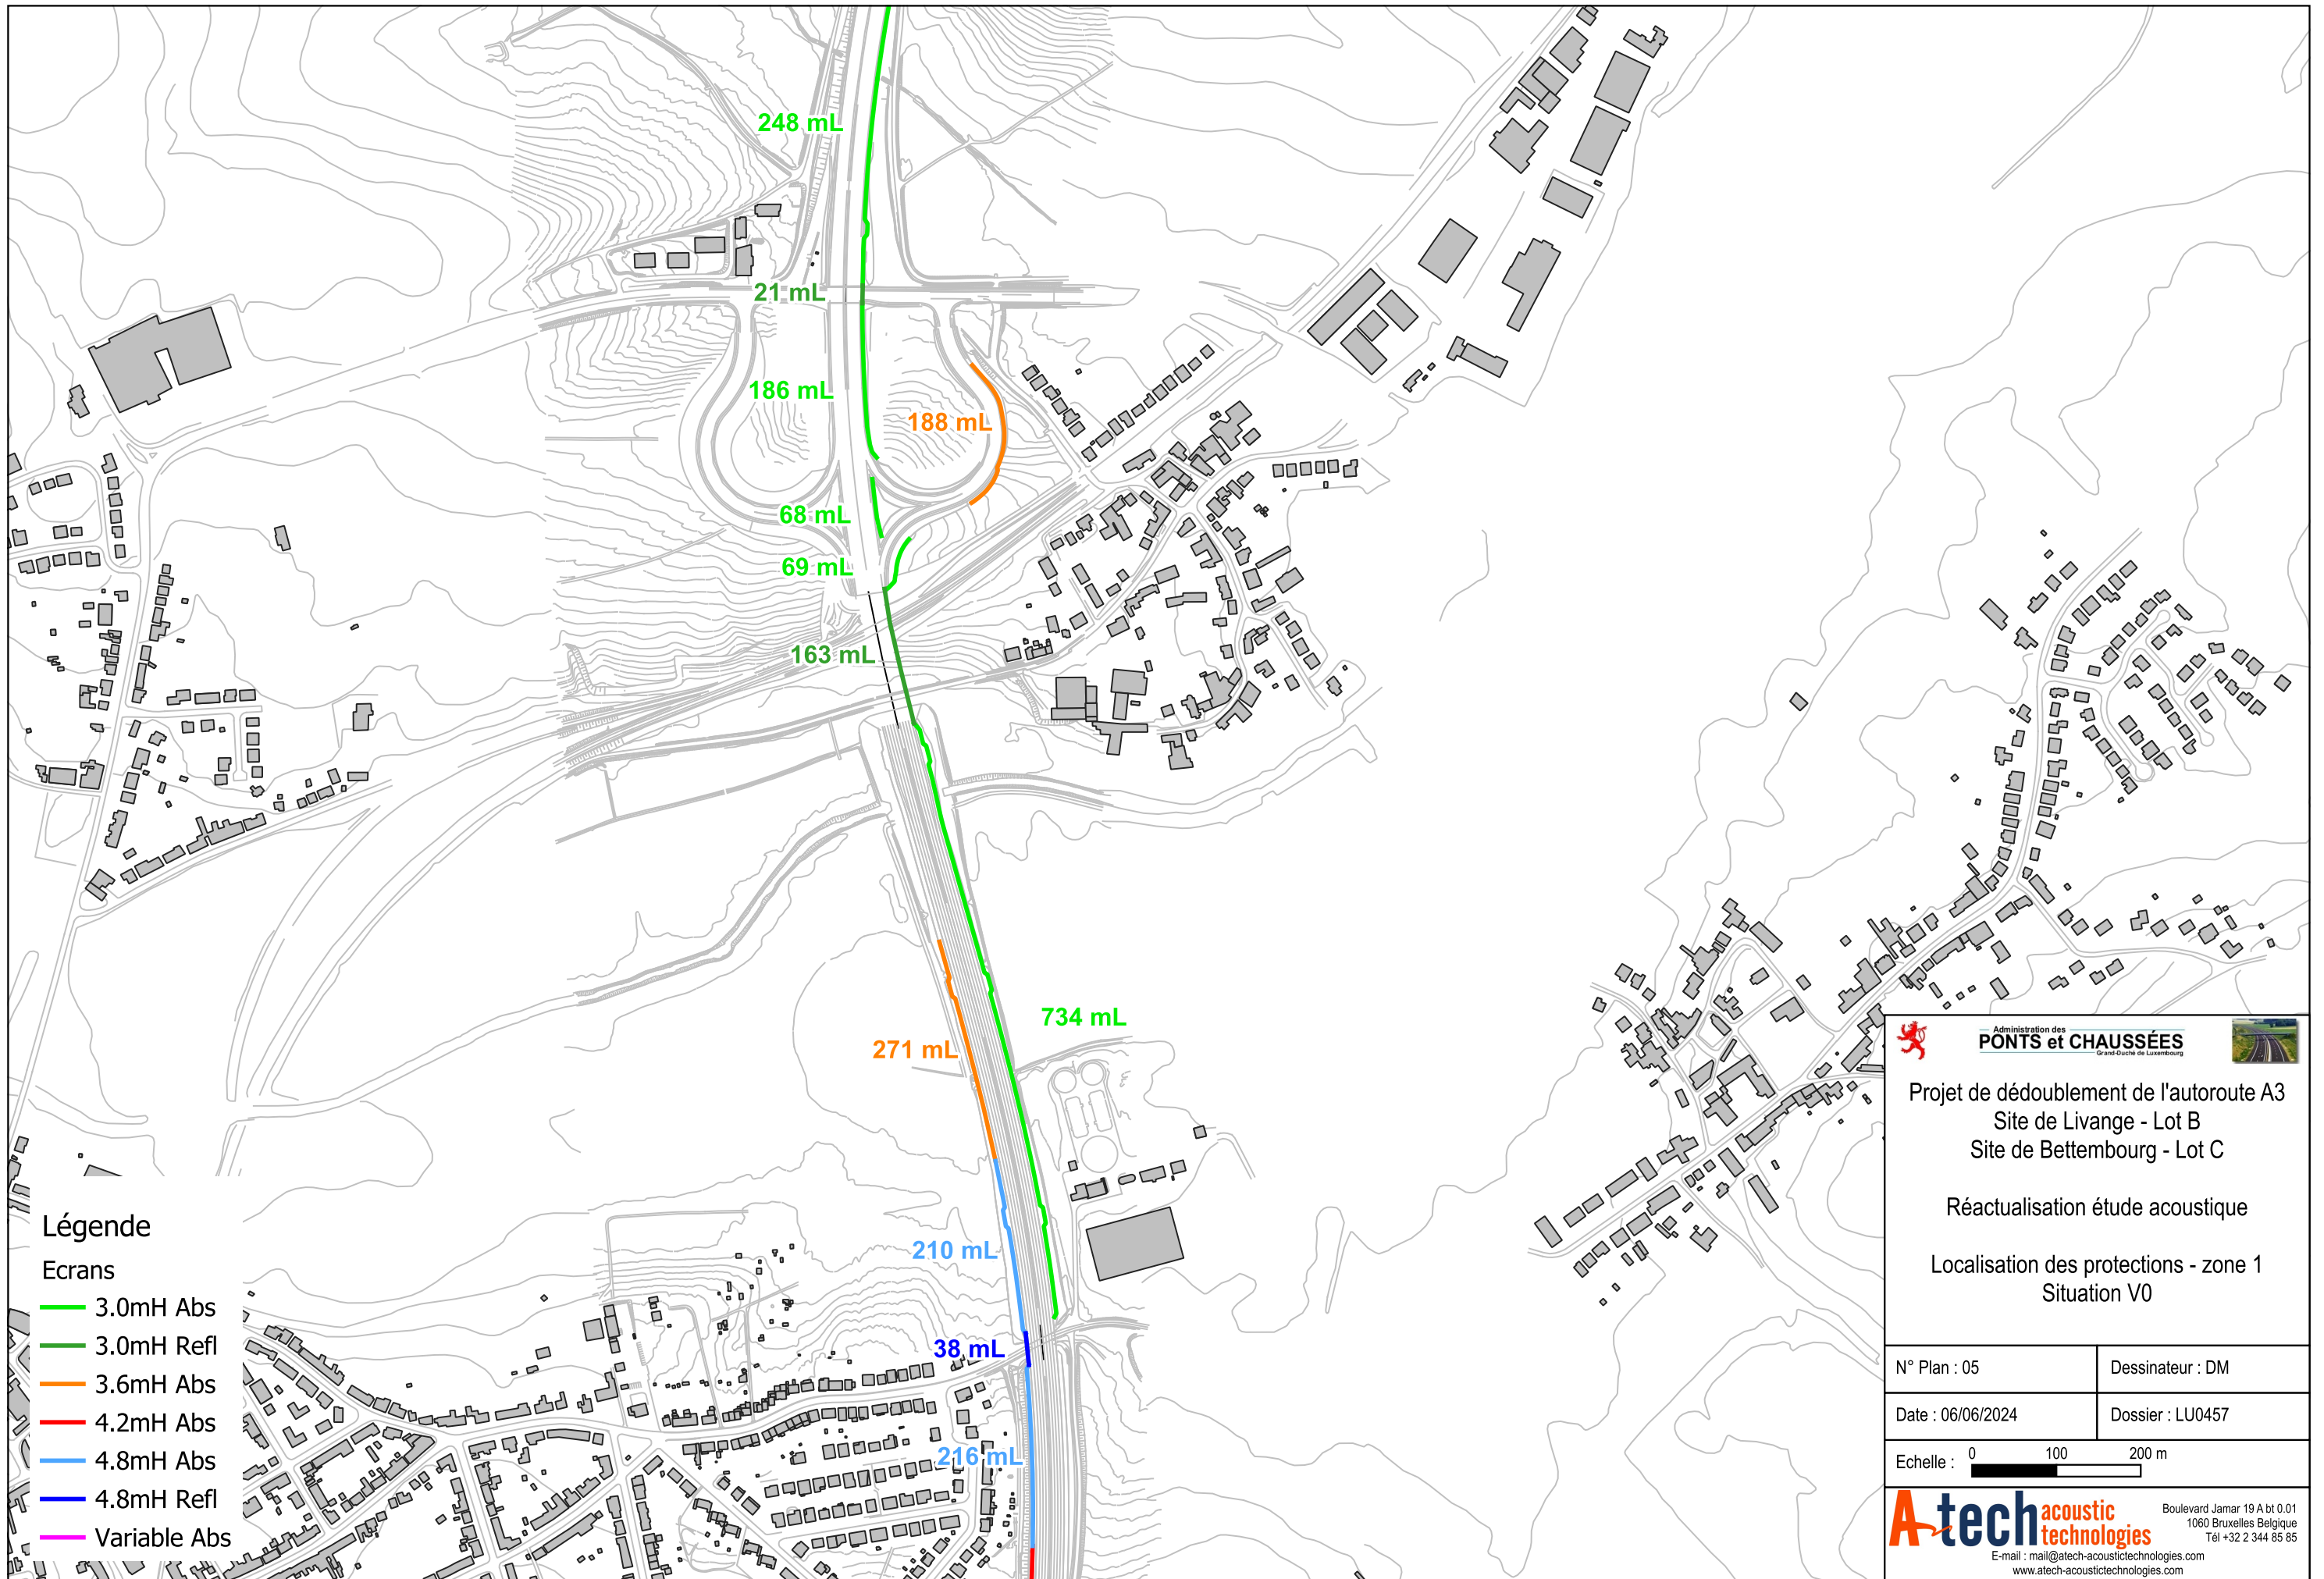 248 mL
21 mL
186 mL
188 mL
68 mL
69 mL
163 mL
734 mL
271 mL
210 mL
38 mL
216 mL
Légende
Ecrans
3.0mH Abs
3.0mH Refl
3.6mH Abs
4.2mH Abs
4.8mH Abs
4.8mH Refl
Variable Abs
Administration des
PONTS et CHAUSSÉES
Grand-Duché de Luxembourg
Projet de dédoublement de l'autoroute A3
Site de Livange - Lot B
Site de Bettembourg - Lot C
Réactualisation étude acoustique
Localisation des protections - zone 1
Situation V0
N° Plan : 05
Dessinateur : DM
Date : 06/06/2024
Dossier : LU0457
Echelle : 0 100 200 m
A-tech acoustic technologies
Boulevard Jamar 19 A bt 0.01
1060 Bruxelles Belgique
Tél +32 2 344 85 85
E-mail : mail@atech-acoustictechnologies.com
www.atech-acoustictechnologies.com